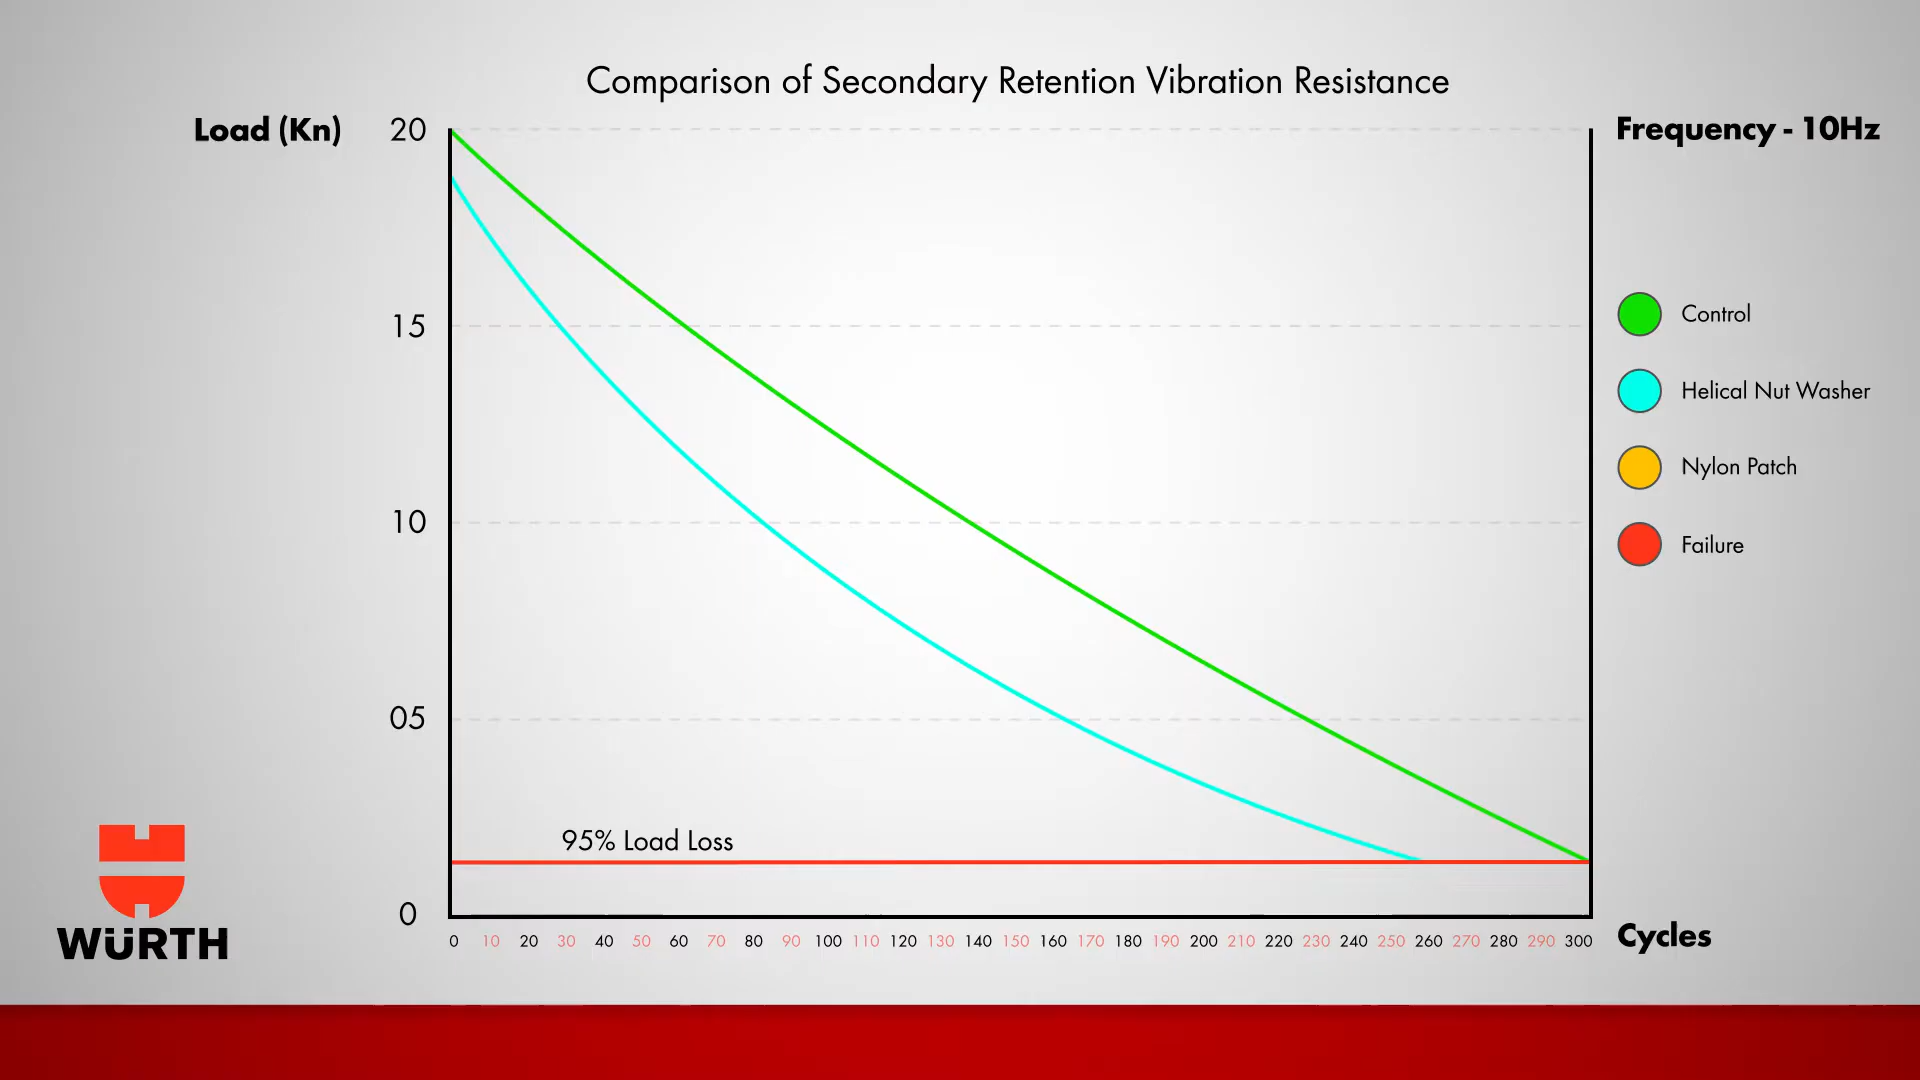 Comparison of Secondary Retention Vibration Resistance
Load (Kn)
Frequency - 10Hz
20
15
10
05
0
Control
Helical Nut Washer
Nylon Patch
Failure
95% Load Loss
0 10 20 30 40 50 60 70 80 90 100 110 120 130 140 150 160 170 180 190 200 210 220 230 240 250 260 270 280 290 300
Cycles
WÜRTH